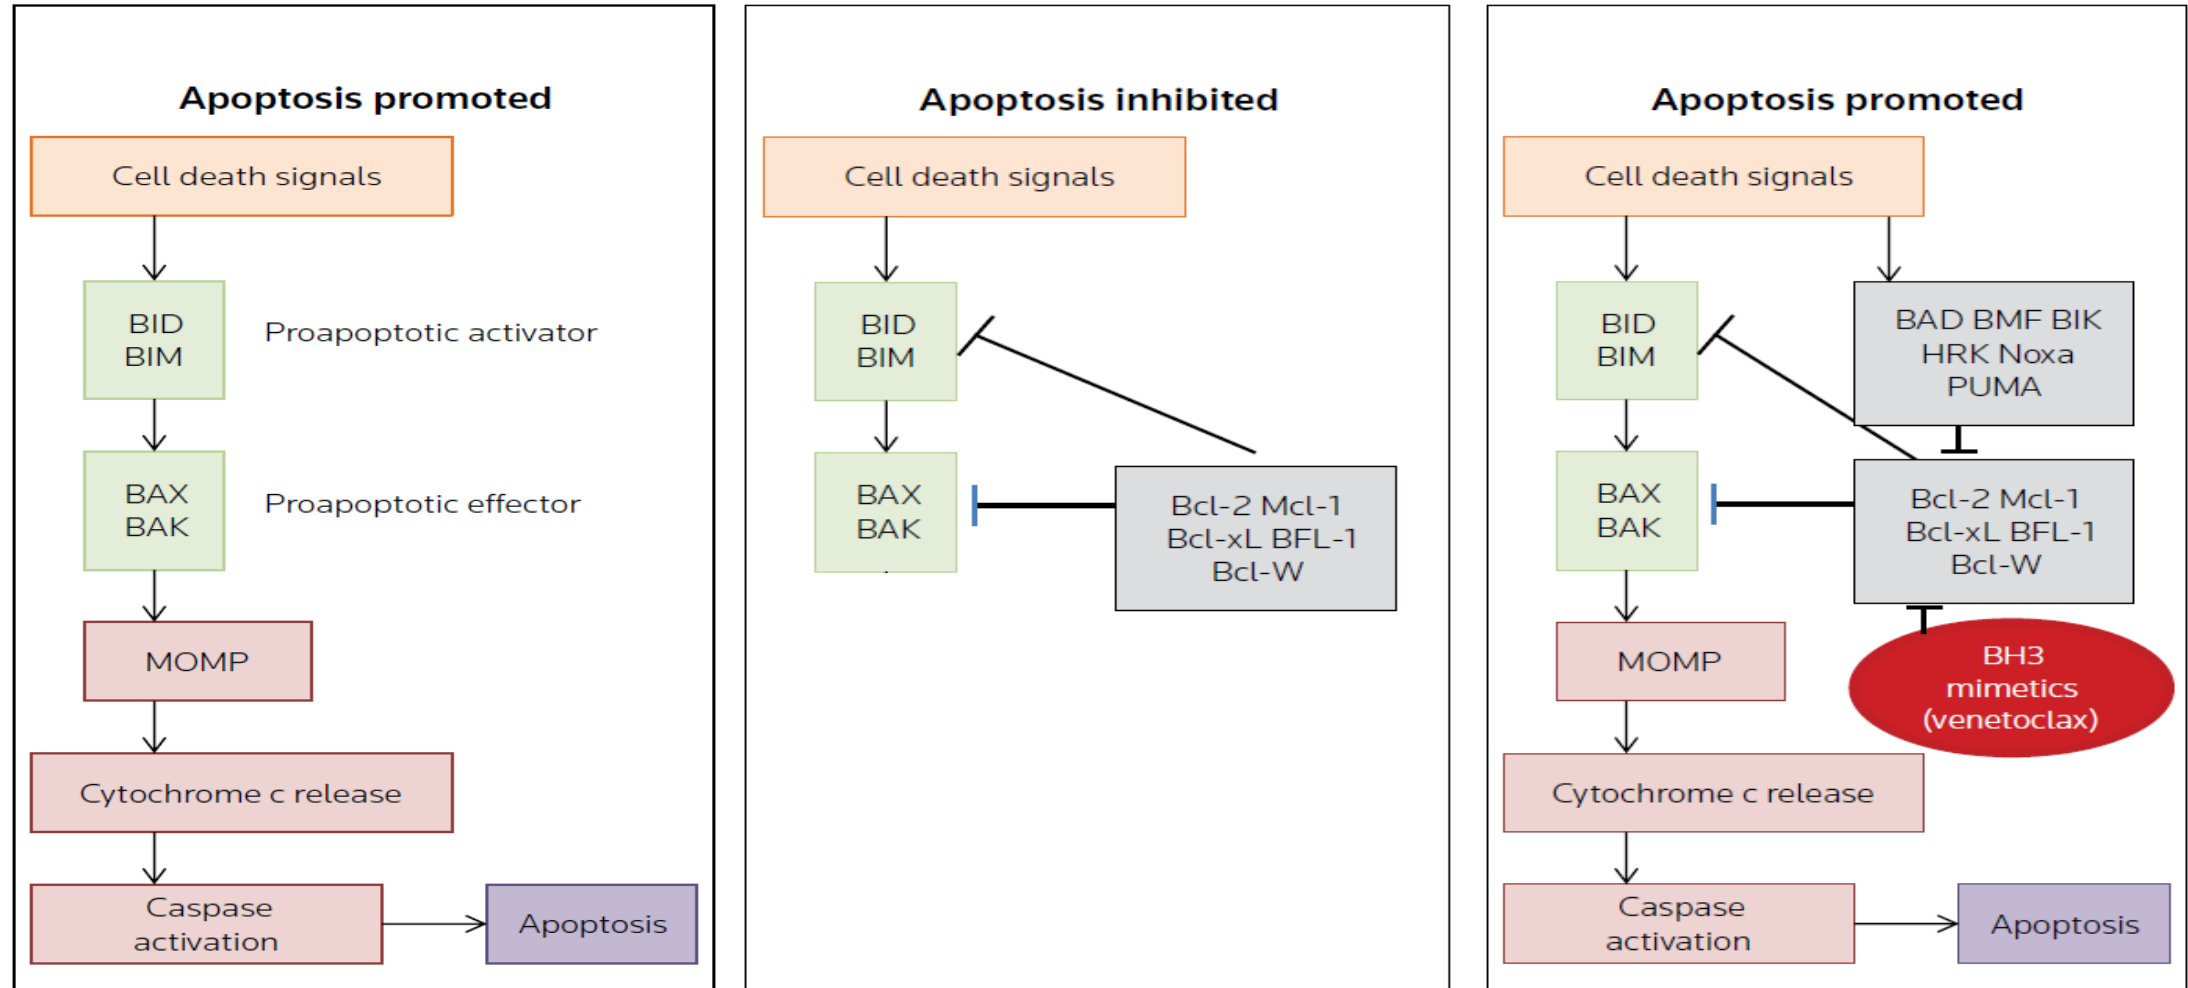 Apoptosis promoted
Cell death signals
BID
BIM
Proapoptotic activator
BAX
BAK
Proapoptotic effector
MOMP
Cytochrome c release
Caspase
activation
Apoptosis
Apoptosis inhibited
Cell death signals
BID
BIM
BAX
BAK
Bcl-2 Mcl-1
Bcl-xL BFL-1
Bcl-W
Apoptosis promoted
Cell death signals
BID
BIM
BAD BMF BIK
HRK Noxa
PUMA
BAX
BAK
Bcl-2 Mcl-1
Bcl-xL BFL-1
Bcl-W
MOMP
BH3
mimetics
(venetoclax)
Cytochrome c release
Caspase
activation
Apoptosis